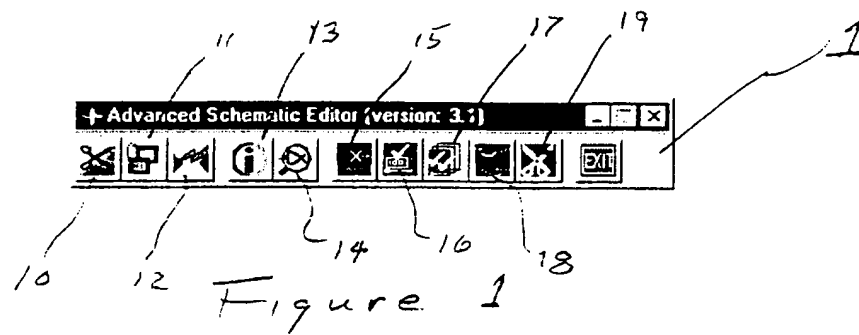 11 13 15 17 19 1
Advanced Schematic Editor (version: 3.1)
EXIT
10 12 14 16 18
Figure 1